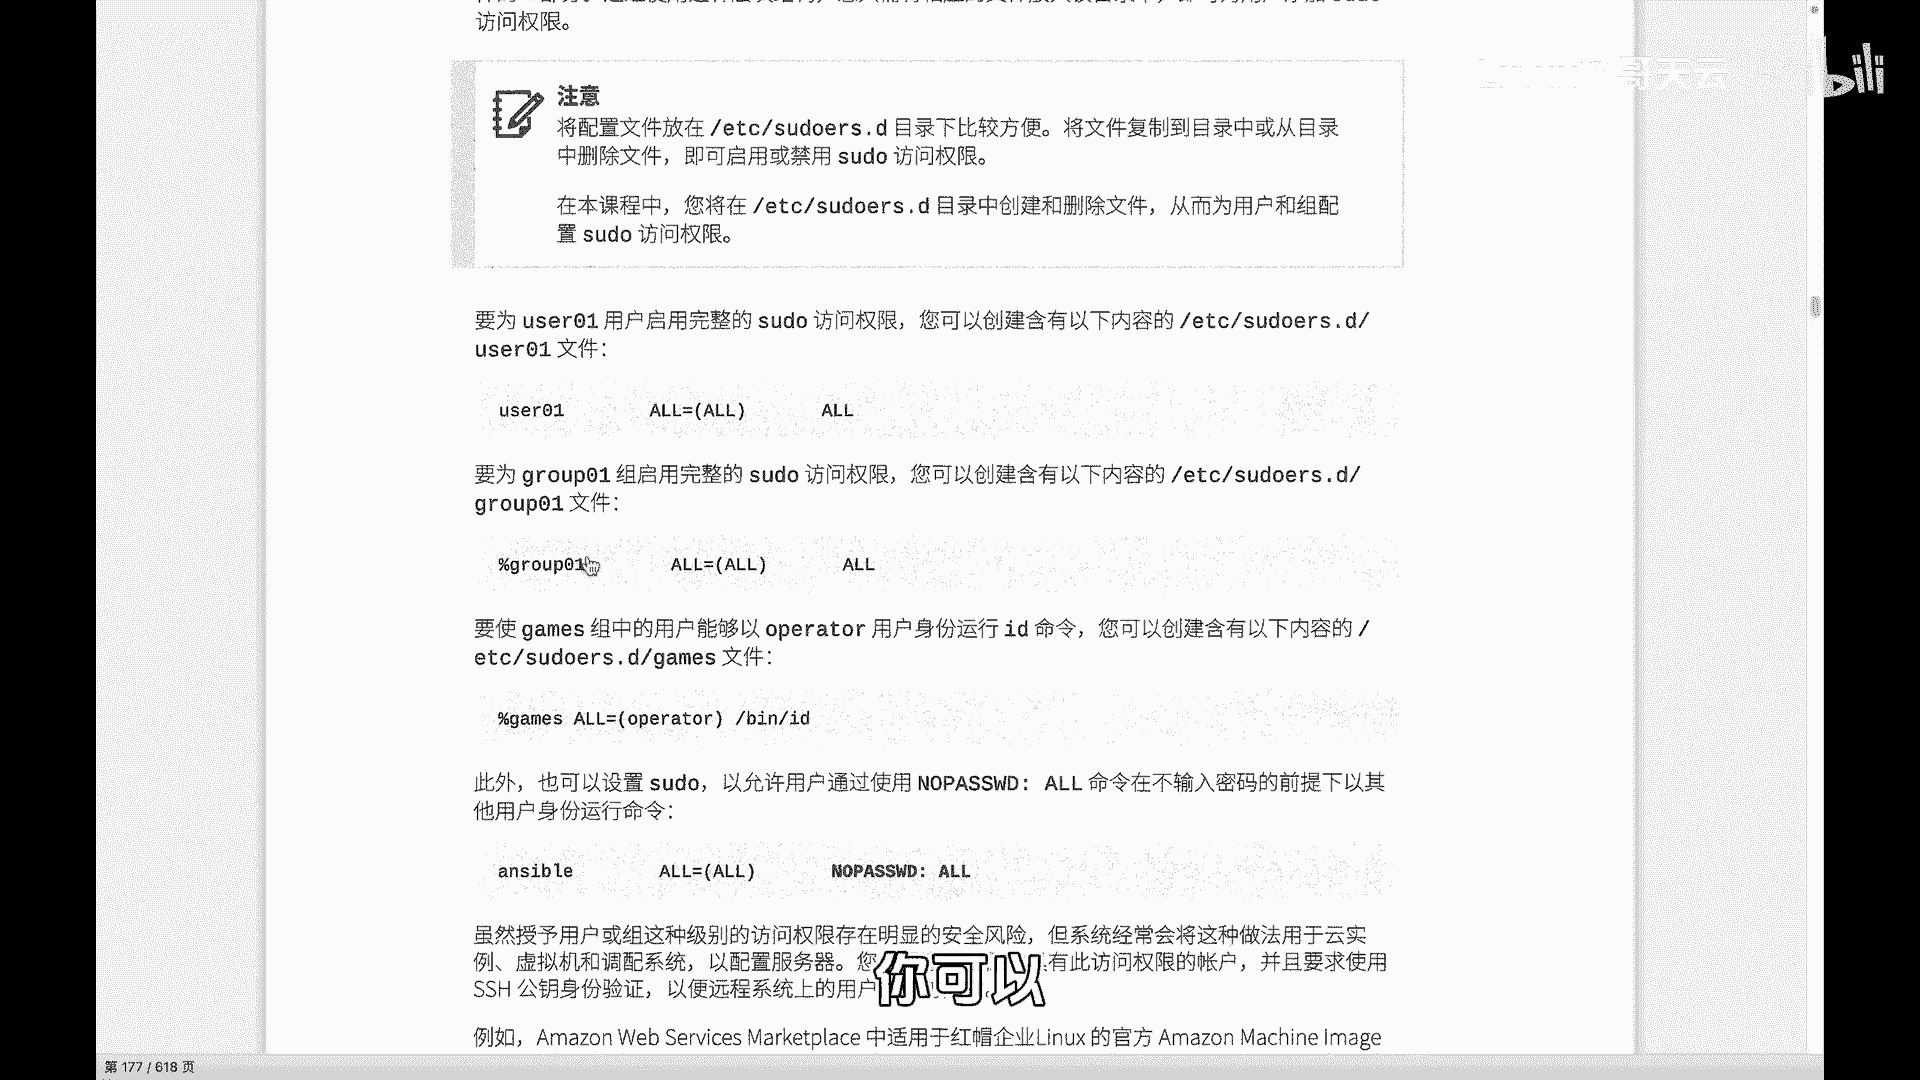 访问权限。
哥天云
bili
注意
将配置文件放在 /etc/sudoers.d 目录下比较方便。将文件复制到目录中或从目录
中删除文件，即可启用或禁用 sudo 访问权限。
在本课程中，您将在 /etc/sudoers.d 目录中创建和删除文件，从而为用户和组配
置 sudo 访问权限。
要为 user01 用户启用完整的 sudo 访问权限，您可以创建含有以下内容的 /etc/sudoers.d/
user01 文件：
user01 ALL=(ALL) ALL
要为 group01 组启用完整的 sudo 访问权限，您可以创建含有以下内容的 /etc/sudoers.d/
group01 文件：
%group01 ALL=(ALL) ALL
要使 games 组中的用户能够以 operator 用户身份运行 id 命令，您可以创建含有以下内容的 /
etc/sudoers.d/games 文件：
%games ALL=(operator) /bin/id
此外，也可以设置 sudo，以允许用户通过使用 NOPASSWD: ALL 命令在不输入密码的前提下以其
他用户身份运行命令：
ansible ALL=(ALL) NOPASSWD: ALL
虽然授予用户或组这种级别的访问权限存在明显的安全风险，但系统经常会将这种做法用于云实
例、虚拟机和调配系统，以配置服务器。您 有此访问权限的帐户，并且要求使用
SSH 公钥身份验证，以便远程系统上的用户
你可以
例如，Amazon Web Services Marketplace 中适用于红帽企业Linux 的官方 Amazon Machine Image
第 177 / 618 页